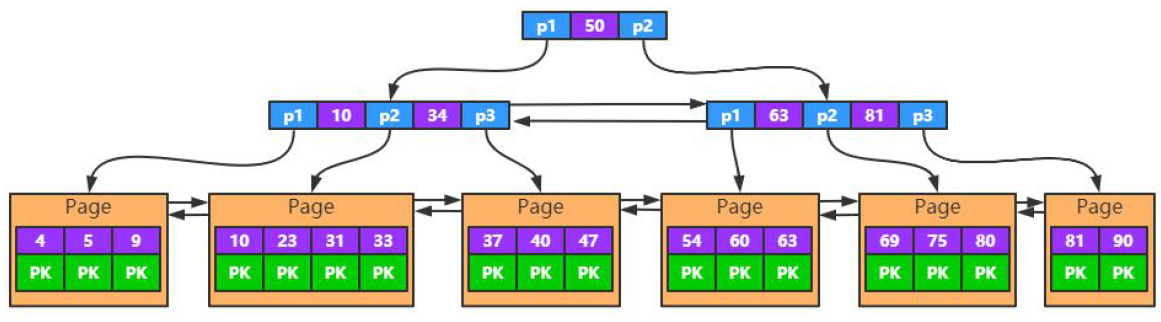 p1 50 p2
p1 10 p2 34 p3 p1 63 p2 81 p3
Page Page Page Page Page Page
4 5 9 10 23 31 33 37 40 47 54 60 63 69 75 80 81 90
PK PK PK PK PK PK PK PK PK PK PK PK PK PK PK PK PK PK